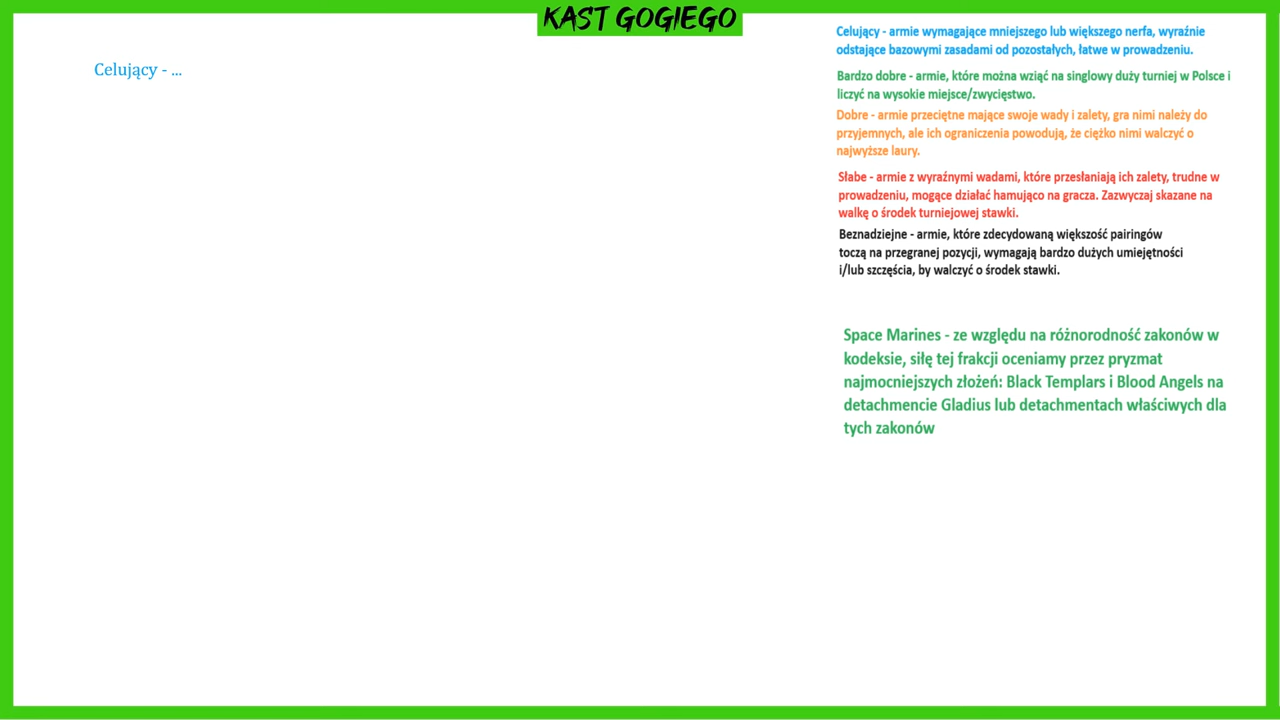 KAST GOGIEGO
Celujący - ...
Celujący - armie wymagające mniejszego lub większego nerfa, wyraźnie
odstające bazowymi zasadami od pozostałych, łatwe w prowadzeniu.
Bardzo dobre - armie, które można wziąć na singlowy duży turniej w Polsce i
liczyć na wysokie miejsce/zwycięstwo.
Dobre - armie przeciętne mające swoje wady i zalety, gra nimi należy do
przyjemnych, ale ich ograniczenia powodują, że ciężko nimi walczyć o
najwyższe laury.
Słabe - armie z wyraźnymi wadami, które przesłaniają ich zalety, trudne w
prowadzeniu, mogące działać hamująco na gracza. Zazwyczaj skazane na
walkę o środek turniejowej stawki.
Beznadziejne - armie, które zdecydowaną większość pairingów
toczą na przegranej pozycji, wymagają bardzo dużych umiejętności
i/lub szczęścia, by walczyć o środek stawki.
Space Marines - ze względu na różnorodność zakonów w
kodeksie, siłę tej frakcji oceniamy przez pryzmat
najmocniejszych złożeń: Black Templars i Blood Angels na
detachmencie Gladius lub detachmentach właściwych dla
tych zakonów